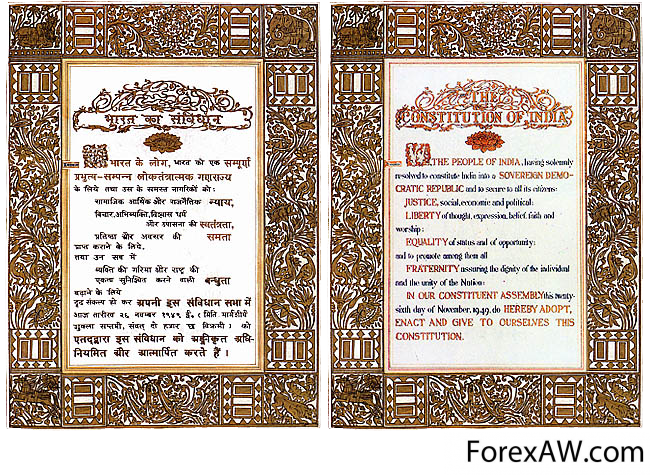 भारत का संविधान
हम भारत के लोग, भारत को एक सम्पूर्ण
प्रभुत्व-सम्पन्न लोकतंत्रात्मक गणराज्य
के लिये तथा उस के समस्त नागरिकों को:
सामाजिक आर्थिक और राजनैतिक न्याय,
विचार,अभिव्यक्ति,विश्वास धर्म
और उपासना की स्वतंत्रता,
प्रतिष्ठा और अवसर की समता
प्राप्त कराने के लिये,
तथा उन सब में
व्यक्ति की गरिमा और राष्ट्र की
एकता सुनिश्चित करने वाली बन्धुता
बढ़ाने के लिये
दृढ़ संकल्प हो कर अपनी इस संविधान सभा में
आज तारीख २६ नवम्बर १९४९ ई॰ (मिति मार्गशीर्ष
शुक्ला सप्तमी, संवत् दो हजार छ विक्रमी) को
एतद्द्वारा इस संविधान को अङ्गीकृत अधि-
नियमित और आत्मार्पित करते हैं।
THE
CONSTITUTION OF INDIA
WE, THE PEOPLE OF INDIA, having solemnly
resolved to constitute India into a SOVEREIGN DEMO-
CRATIC REPUBLIC and to secure to all its citizens:
JUSTICE, social, economic and political;
LIBERTY of thought, expression, belief, faith and
worship;
EQUALITY of status and of opportunity;
and to promote among them all
FRATERNITY assuring the dignity of the individual
and the unity of the Nation;
IN OUR CONSTITUENT ASSEMBLY this twenty-
sixth day of November, 1949, do HEREBY ADOPT,
ENACT AND GIVE TO OURSELVES THIS
CONSTITUTION.
ForexAW.com